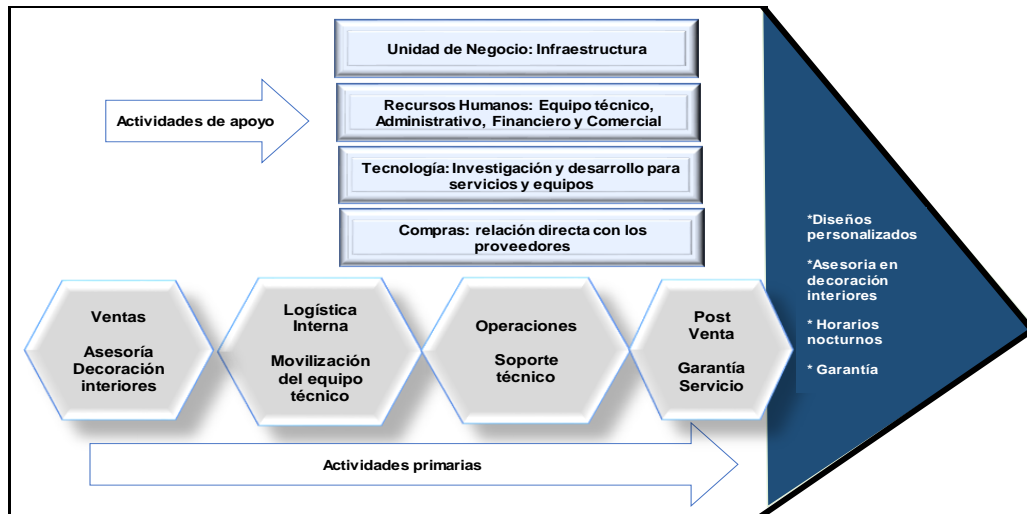 Unidad de Negocio: Infraestructura
Actividades de apoyo
Recursos Humanos: Equipo técnico,
Administrativo, Financiero y Comercial
Tecnología: Investigación y desarrollo para
servicios y equipos
Compras: relación directa con los
proveedores
Ventas
Asesoría
Decoración
interiores
Logística
Interna
Movilización
del equipo
técnico
Operaciones
Soporte
técnico
Post
Venta
Garantía
Servicio
*Diseños
personalizados
*Asesoria en
decoración
interiores
* Horarios
nocturnos
* Garantía
Actividades primarias